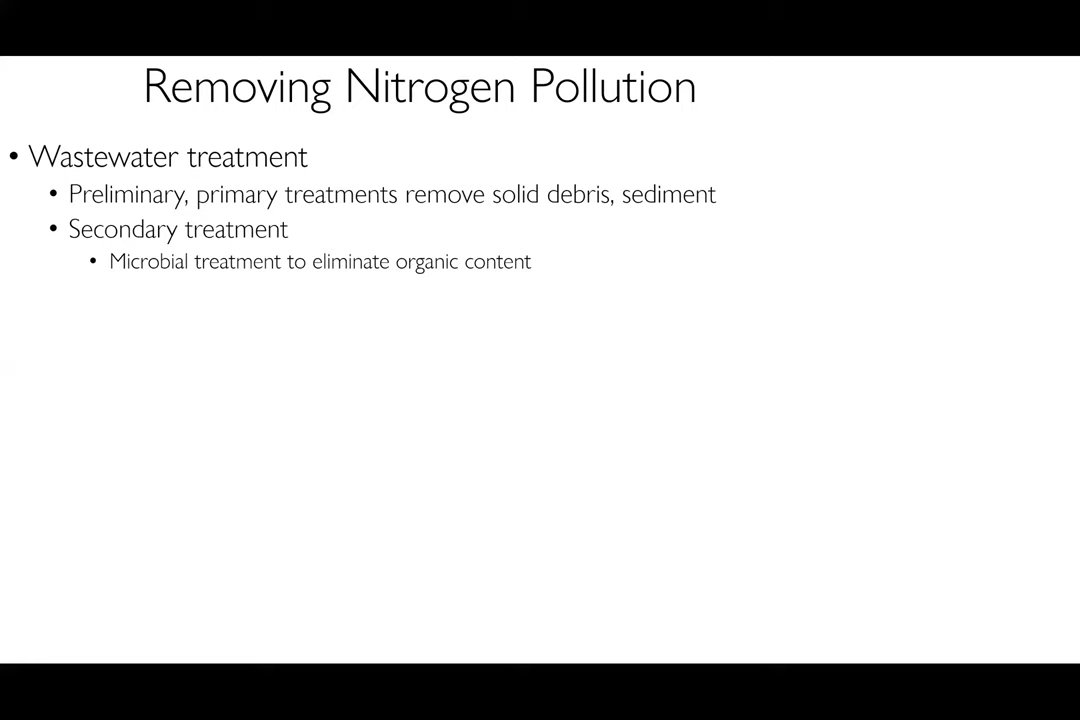 Removing Nitrogen Pollution
• Wastewater treatment
• Preliminary, primary treatments remove solid debris, sediment
• Secondary treatment
• Microbial treatment to eliminate organic content